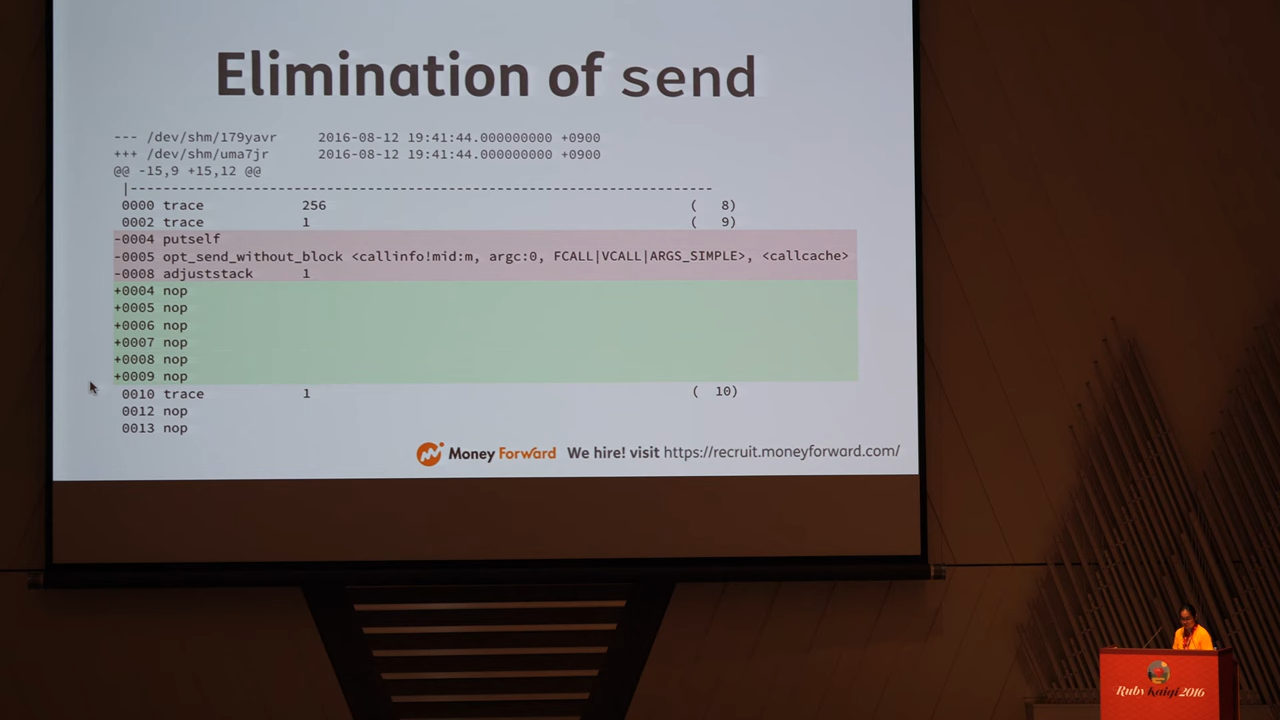 Elimination of send
--- /dev/shm/179yavr 2016-08-12 19:41:44.000000000 +0900
+++ /dev/shm/uma7jr 2016-08-12 19:41:44.000000000 +0900
@@ -15,9 +15,12 @@
|-----------------------------------------------------------------------
0000 trace 256 ( 8)
0002 trace 1 ( 9)
-0004 putself
-0005 opt_send_without_block <callinfo!mid:m, argc:0, FCALL|VCALL|ARGS_SIMPLE>, <callcache>
-0008 adjuststack 1
+0004 nop
+0005 nop
+0006 nop
+0007 nop
+0008 nop
+0009 nop
0010 trace 1 ( 10)
0012 nop
0013 nop
Money Forward We hire! visit https://recruit.moneyforward.com/
Ruby Kaigi 2016